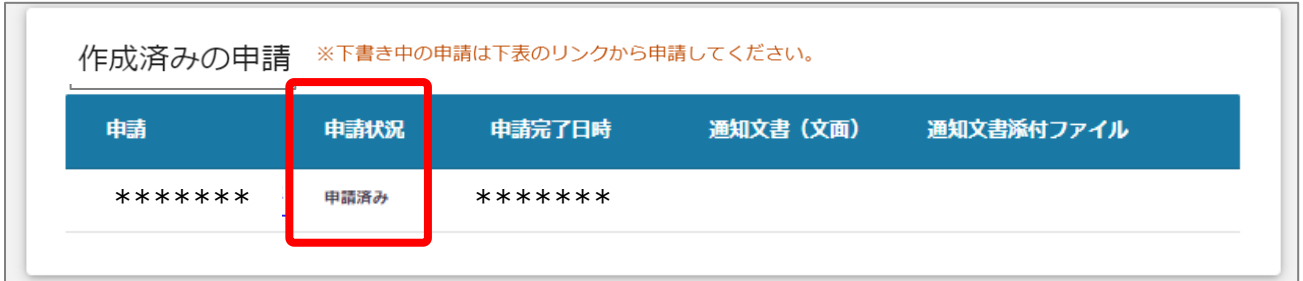 作成済みの申請 ※下書き中の申請は下表のリンクから申請してください。
申請 申請状況 申請完了日時 通知文書（文面） 通知文書添付ファイル
******* 申請済み *******